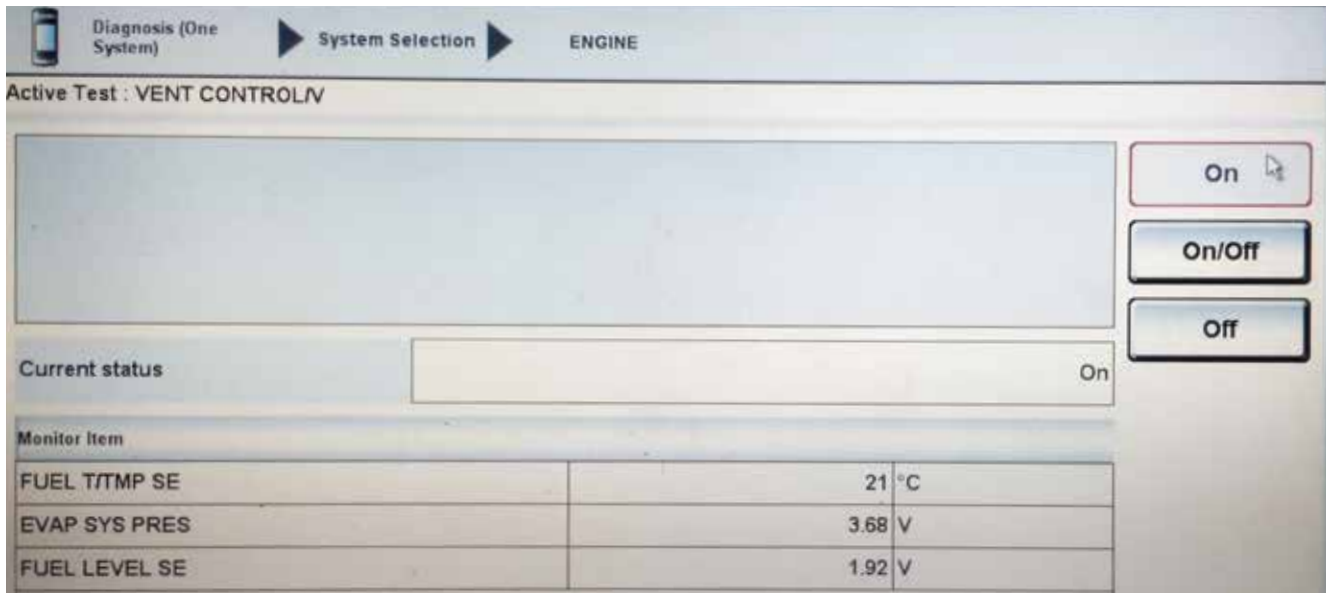 Diagnosis (One
System)
System Selection
ENGINE
Active Test : VENT CONTROL/V
On
On/Off
Off
Current status
On
Monitor Item
FUEL T/TMP SE
21 °C
EVAP SYS PRES
3.68 V
FUEL LEVEL SE
1.92 V